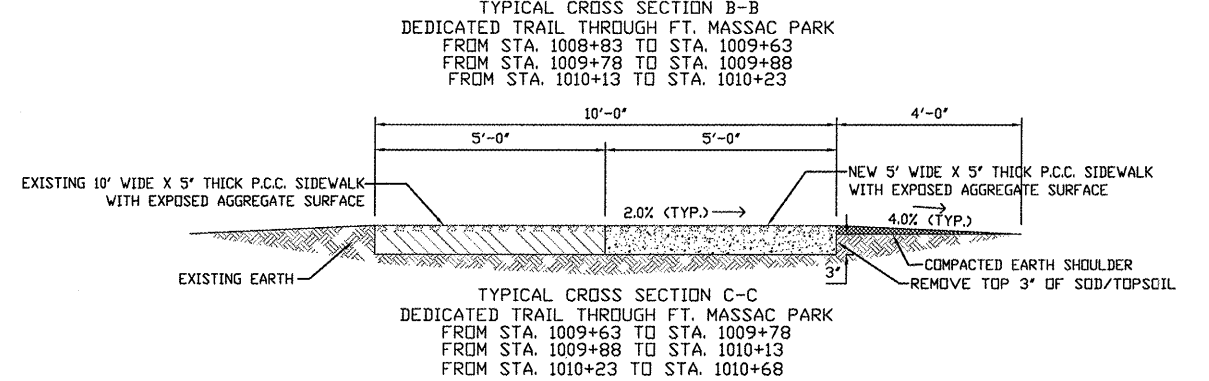 TYPICAL CROSS SECTION B-B
DEDICATED TRAIL THROUGH FT. MASSAC PARK
FROM STA. 1008+83 TO STA. 1009+63
FROM STA. 1009+78 TO STA. 1009+88
FROM STA. 1010+13 TO STA. 1010+23
10'-0"
4'-0"
5'-0"
5'-0"
EXISTING 10' WIDE X 5" THICK P.C.C. SIDEWALK
WITH EXPOSED AGGREGATE SURFACE
NEW 5' WIDE X 5" THICK P.C.C. SIDEWALK
WITH EXPOSED AGGREGATE SURFACE
2.0% (TYP.)
4.0% (TYP.)
EXISTING EARTH
COMPACTED EARTH SHOULDER
3"
REMOVE TOP 3" OF SOD/TOPSOIL
TYPICAL CROSS SECTION C-C
DEDICATED TRAIL THROUGH FT. MASSAC PARK
FROM STA. 1009+63 TO STA. 1009+78
FROM STA. 1009+88 TO STA. 1010+13
FROM STA. 1010+23 TO STA. 1010+68